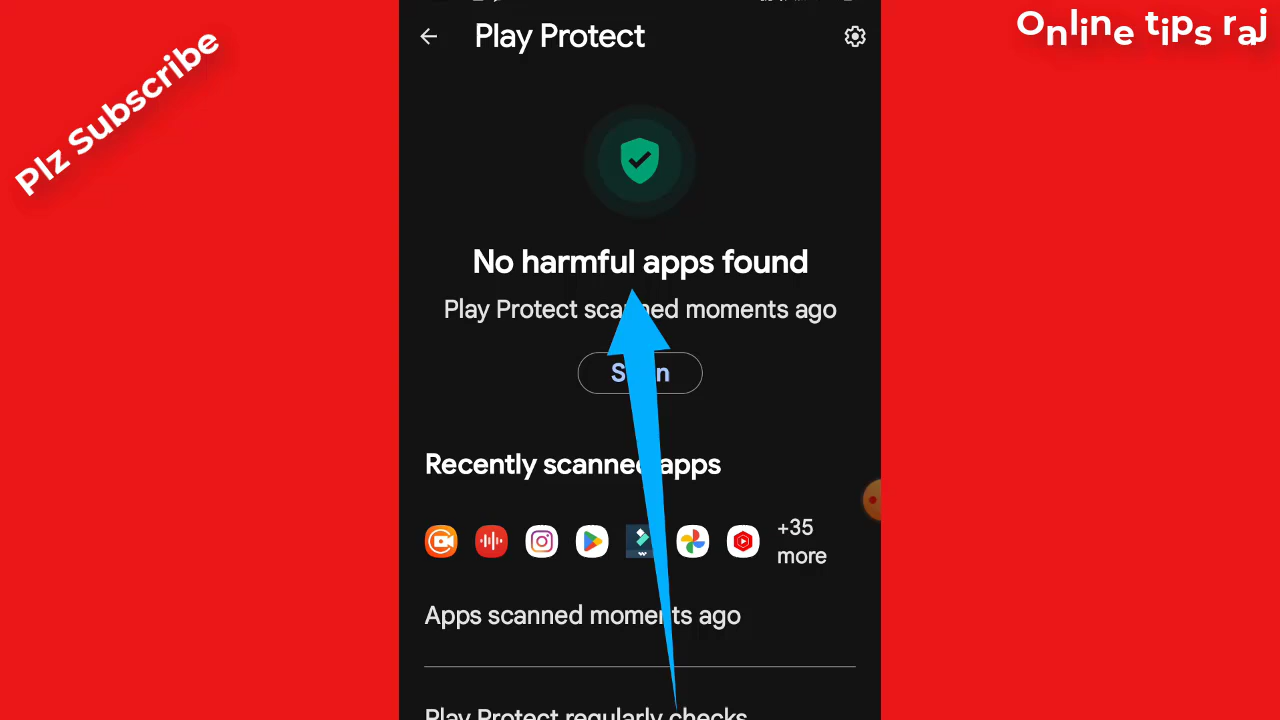 Plz Subscribe
Online tips raj
Play Protect
No harmful apps found
Play Protect scanned moments ago
Recently scanned apps
+35
more
Apps scanned moments ago
Play Protect regularly checks